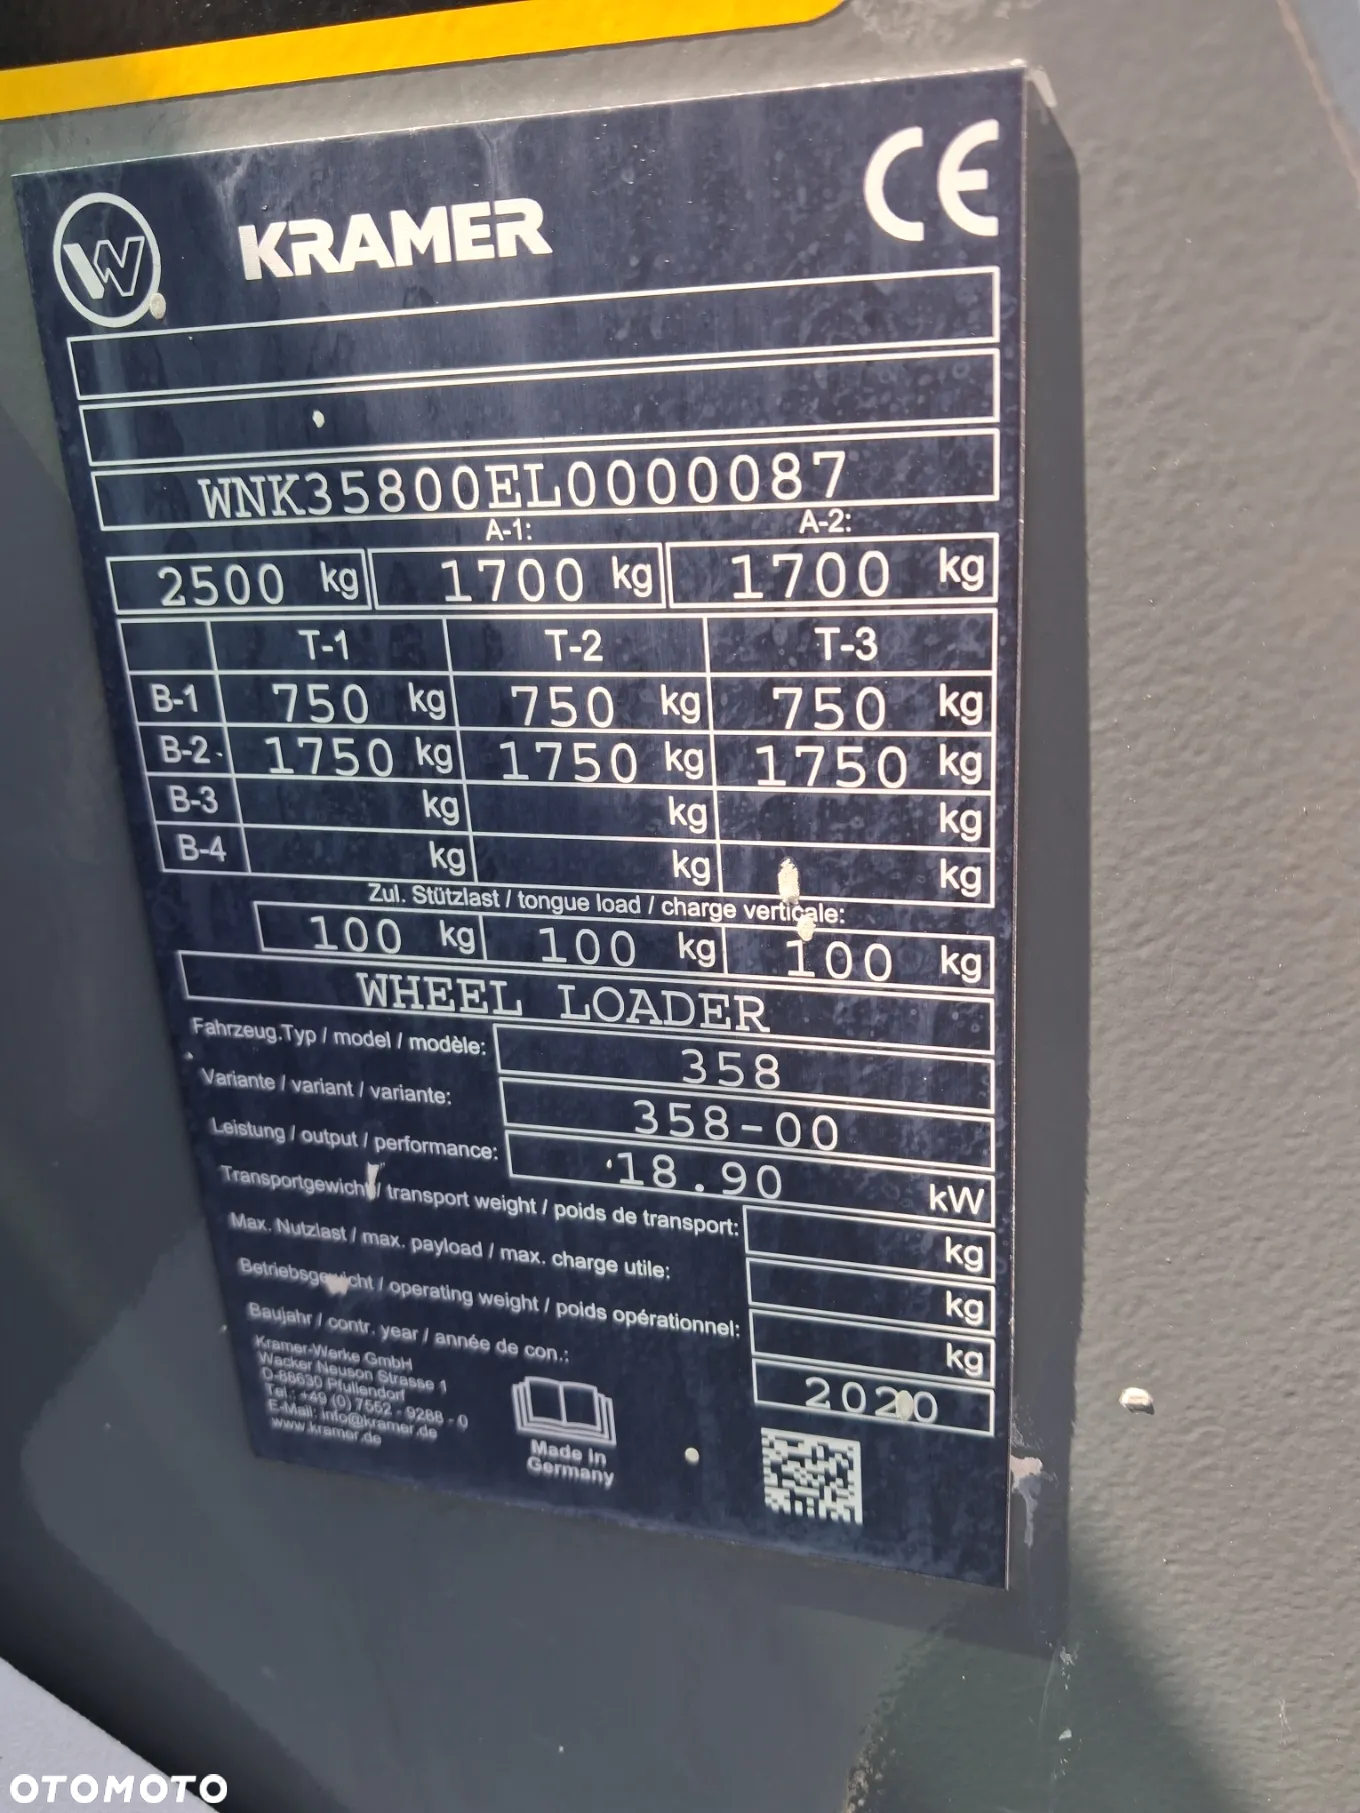 W
KRAMER
CE
WNK35800EL0000087
A-1: A-2:
2500 kg 1700 kg 1700 kg
T-1 T-2 T-3
B-1 750 kg 750 kg 750 kg
B-2 1750 kg 1750 kg 1750 kg
B-3 kg kg kg
B-4 kg kg kg
Zul. Stützlast / tongue load / charge verticale:
100 kg 100 kg 100 kg
WHEEL LOADER
Fahrzeug.Typ / model / modèle: 358
Variante / variant / variante: 358-00
Leistung / output / performance: 18.90 kW
Transportgewicht / transport weight / poids de transport: kg
Max. Nutzlast / max. payload / max. charge utile: kg
Betriebsgewicht / operating weight / poids opérationnel: kg
Baujahr / contr. year / année de con.: 2020
Kramer-Werke GmbH
Wacker Neuson Strasse 1
D-88630 Pfullendorf
Tel.: +49 (0) 7552 - 9288 - 0
E-Mail: info@kramer.de
www.kramer.de
Made in
Germany
OTOMOTO